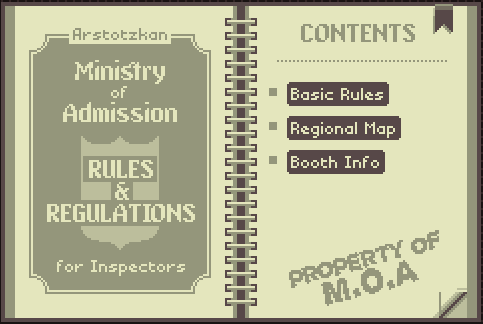 Arstotzkan
Ministry
of
Admission
RULES
&
REGULATIONS
for Inspectors
CONTENTS
Basic Rules
Regional Map
Booth Info
PROPERTY OF
M.O.A